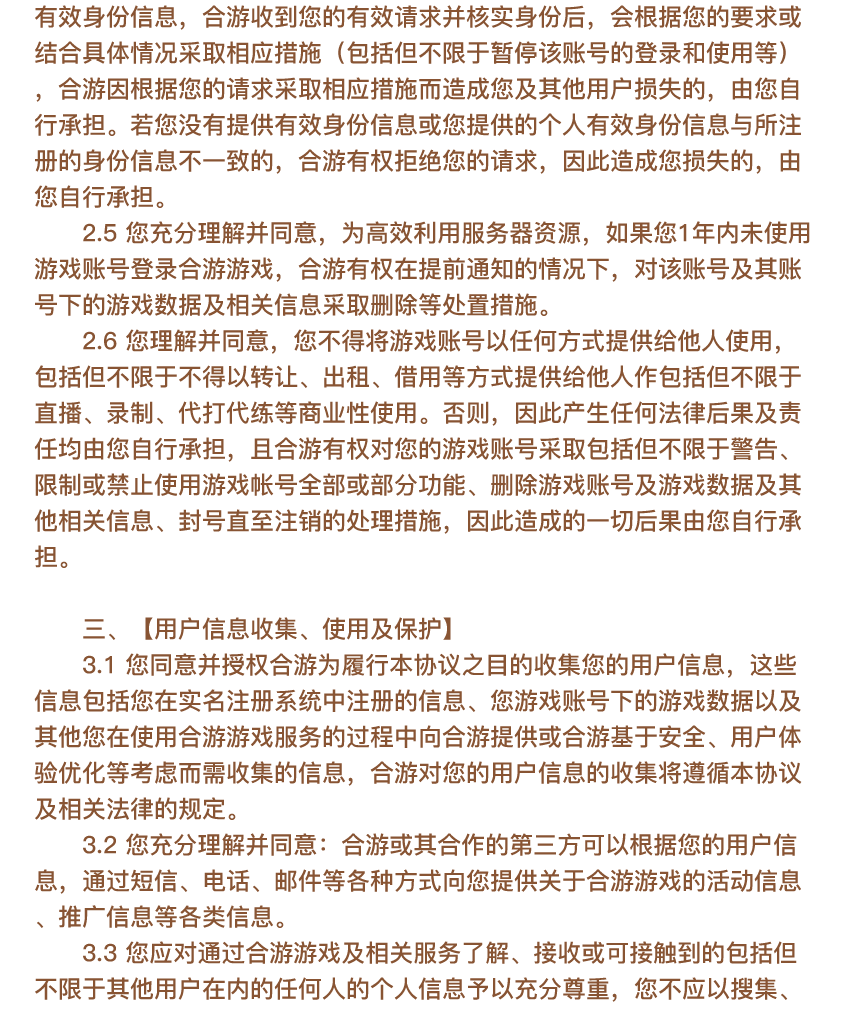 有效身份信息，合游收到您的有效请求并核实身份后，会根据您的要求或
结合具体情况采取相应措施（包括但不限于暂停该账号的登录和使用等）
，合游因根据您的请求采取相应措施而造成您及其他用户损失的，由您自
行承担。若您没有提供有效身份信息或您提供的个人有效身份信息与所注
册的身份信息不一致的，合游有权拒绝您的请求，因此造成您损失的，由
您自行承担。
2.5 您充分理解并同意，为高效利用服务器资源，如果您1年内未使用
游戏账号登录合游游戏，合游有权在提前通知的情况下，对该账号及其账
号下的游戏数据及相关信息采取删除等处置措施。
2.6 您理解并同意，您不得将游戏账号以任何方式提供给他人使用，
包括但不限于不得以转让、出租、借用等方式提供给他人作包括但不限于
直播、录制、代打代练等商业性使用。否则，因此产生任何法律后果及责
任均由您自行承担，且合游有权对您的游戏账号采取包括但不限于警告、
限制或禁止使用游戏帐号全部或部分功能、删除游戏账号及游戏数据及其
他相关信息、封号直至注销的处理措施，因此造成的一切后果由您自行承
担。
三、【用户信息收集、使用及保护】
3.1 您同意并授权合游为履行本协议之目的收集您的用户信息，这些
信息包括您在实名注册系统中注册的信息、您游戏账号下的游戏数据以及
其他您在使用合游游戏服务的过程中向合游提供或合游基于安全、用户体
验优化等考虑而需收集的信息，合游对您的用户信息的收集将遵循本协议
及相关法律的规定。
3.2 您充分理解并同意：合游或其合作的第三方可以根据您的用户信
息，通过短信、电话、邮件等各种方式向您提供关于合游游戏的活动信息
、推广信息等各类信息。
3.3 您应对通过合游游戏及相关服务了解、接收或可接触到的包括但
不限于其他用户在内的任何人的个人信息予以充分尊重，您不应以搜集、